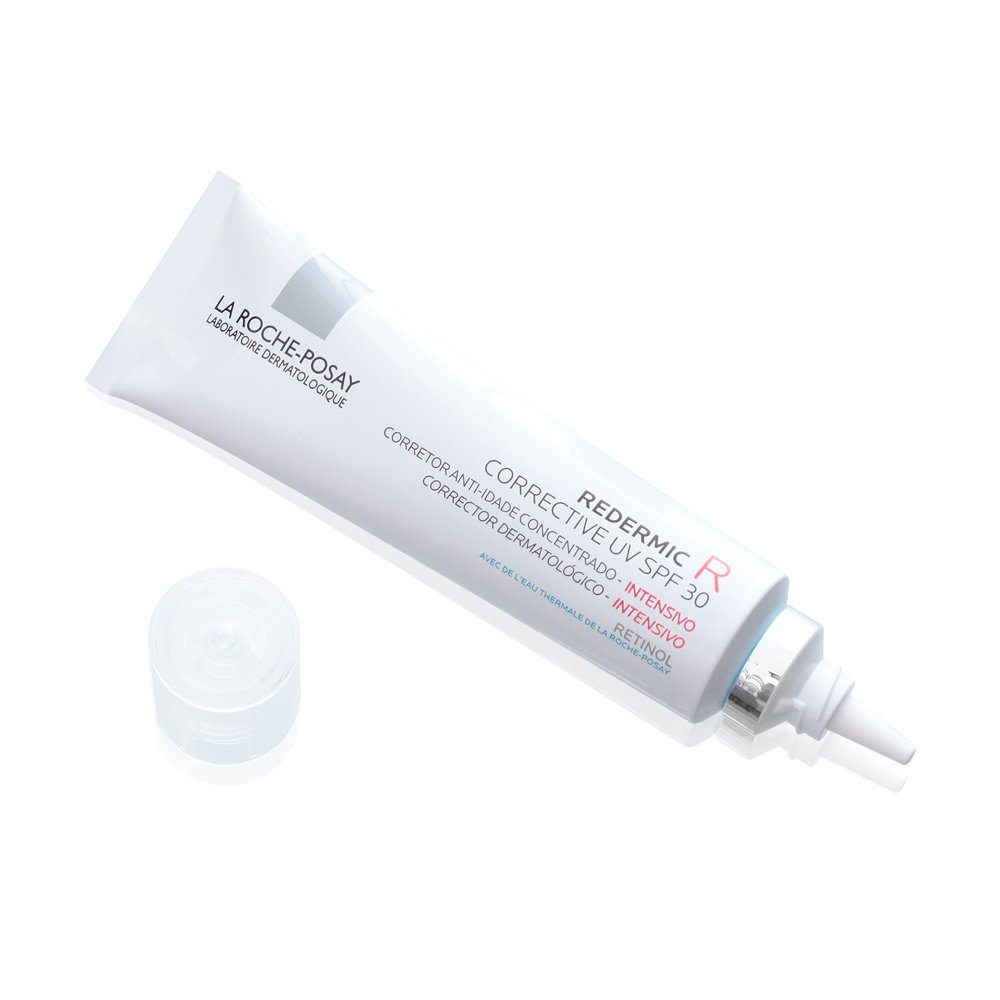 LA ROCHE-POSAY
LABORATOIRE DERMATOLOGIQUE
REDERMIC R
CORRECTIVE UV SPF 30
CORRETOR ANTI-IDADE CONCENTRADO - INTENSIVO
CORRECTOR DERMATOLÓGICO - INTENSIVO
RETINOL
AVEC DE L'EAU THERMALE DE LA ROCHE-POSAY